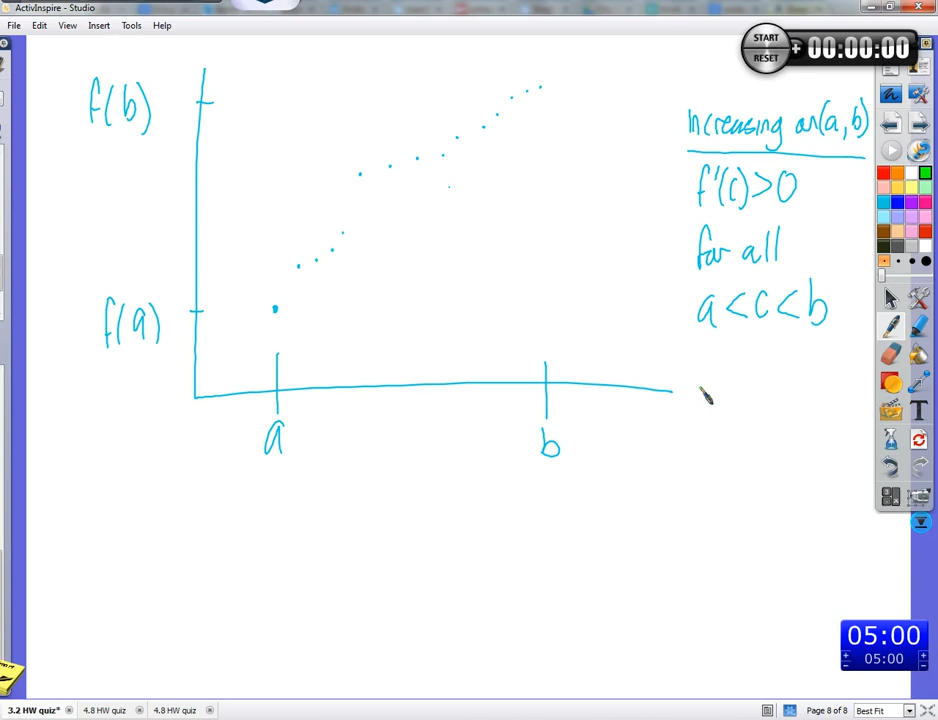 ActivInspire - Studio
File Edit View Insert Tools Help
START
RESET
00:00:00
f(b)
Increasing on(a,b)
f'(c)>0
for all
a<c<b
f(a)
a
b
05:00
05:00
3.2 HW quiz*
4.8 HW quiz
4.8 HW quiz
Page 8 of 8
Best Fit